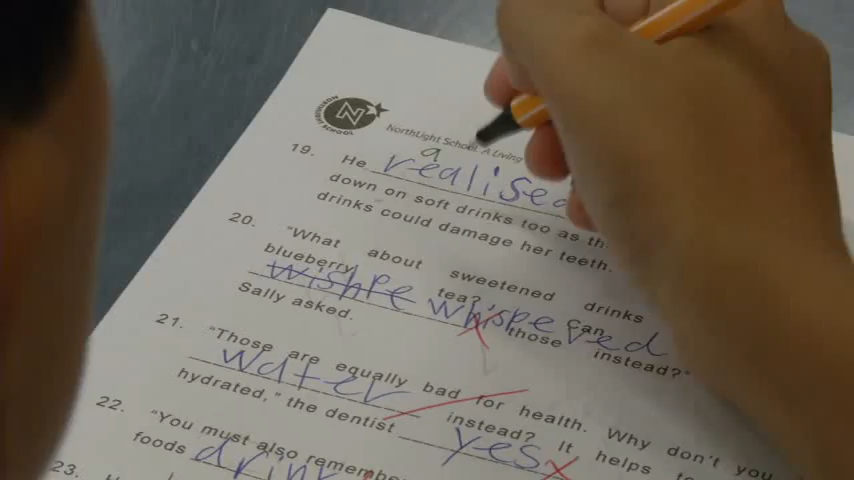 NORTHLIGHT SCHOOL
NorthLight School. A Living
a
19. He realised
down on soft drinks too as th
drinks could damage her teeth.
20. "What about sweetened drinks
blueberry tea? Can
wishpe whispered those instead?"
Sally asked.
21. "Those are equally bad for health. Why don't you
water instead? It helps
hydrated," the dentist yes
22. "You must also remembe
foods drink
23.